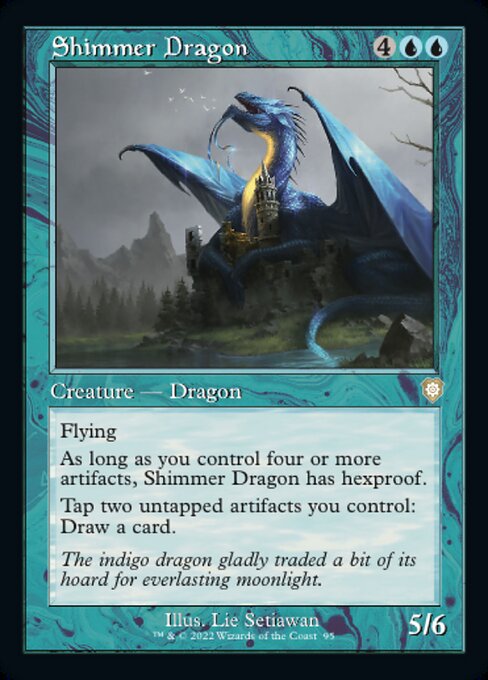 Shimmer Dragon 4
Creature — Dragon
Flying
As long as you control four or more
artifacts, Shimmer Dragon has hexproof.
Tap two untapped artifacts you control:
Draw a card.
The indigo dragon gladly traded a bit of its
hoard for everlasting moonlight.
Illus. Lie Setiawan
5/6
™ & © 2022 Wizards of the Coast 95